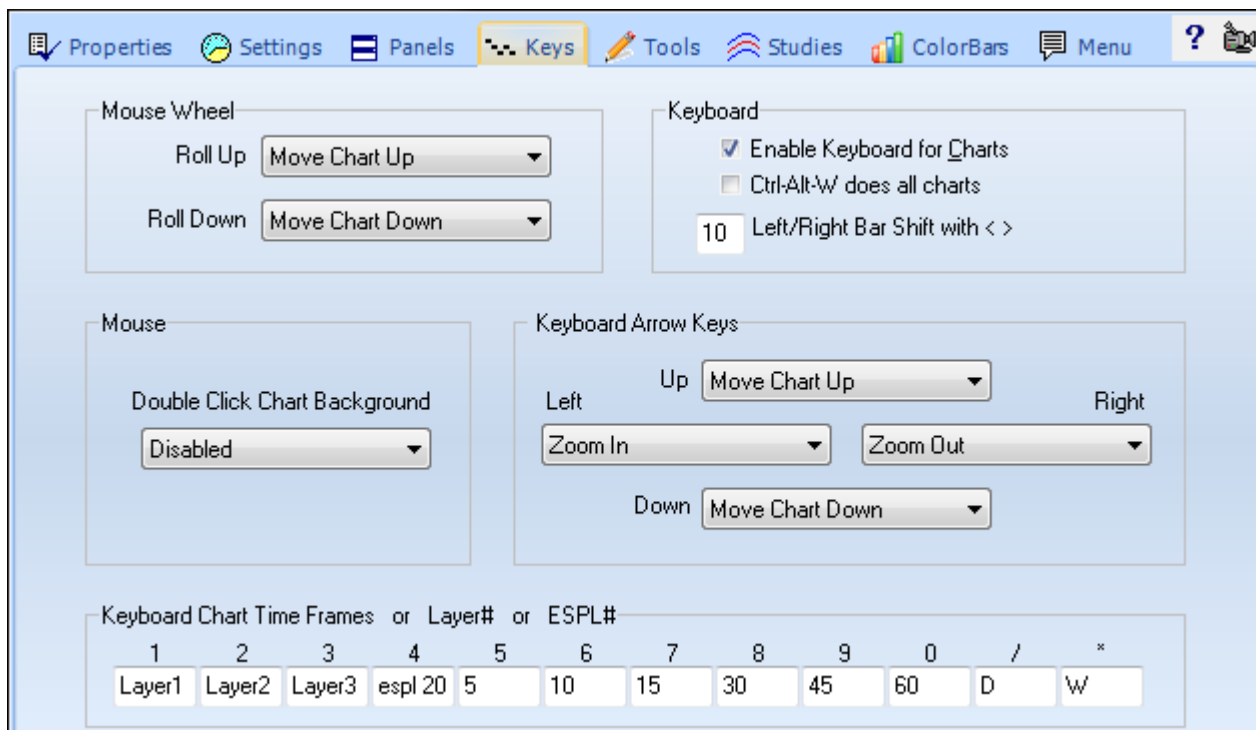 Properties Settings Panels Keys Tools Studies ColorBars Menu ?
Mouse Wheel
Roll Up Move Chart Up
Roll Down Move Chart Down
Keyboard
Enable Keyboard for Charts
Ctrl-Alt-W does all charts
10 Left/Right Bar Shift with < >
Mouse
Double Click Chart Background
Disabled
Keyboard Arrow Keys
Up Move Chart Up
Left Right
Zoom In Zoom Out
Down Move Chart Down
Keyboard Chart Time Frames or Layer# or ESPL#
1 2 3 4 5 6 7 8 9 0 / *
Layer1 Layer2 Layer3 espl 20 5 10 15 30 45 60 D W